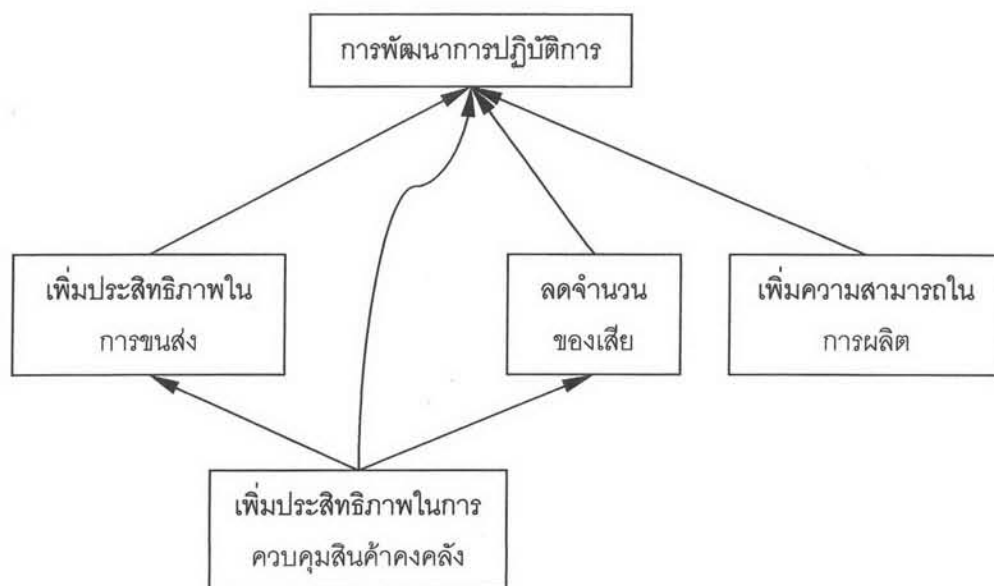 การพัฒนาการปฏิบัติการ
เพิ่มประสิทธิภาพใน
การขนส่ง
ลดจำนวน
ของเสีย
เพิ่มความสามารถใน
การผลิต
เพิ่มประสิทธิภาพในการ
ควบคุมสินค้าคงคลัง